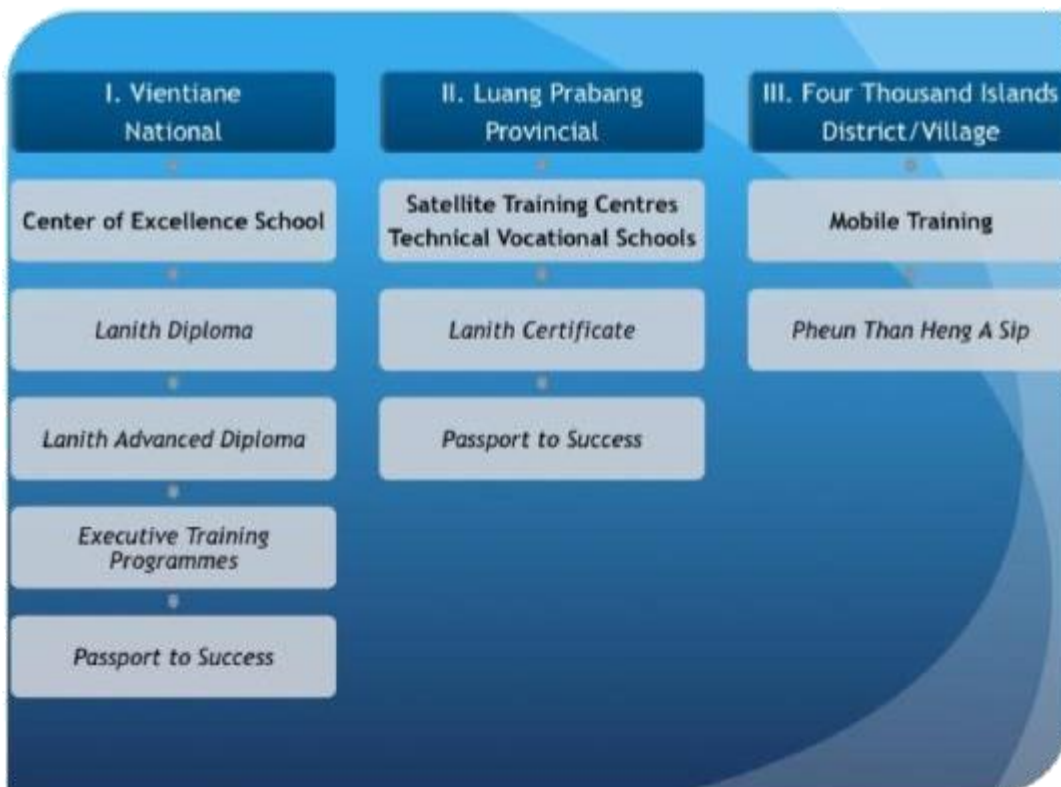 I. Vientiane
National
Center of Excellence School
Lanith Diploma
Lanith Advanced Diploma
Executive Training
Programmes
Passport to Success
II. Luang Prabang
Provincial
Satellite Training Centres
Technical Vocational Schools
Lanith Certificate
Passport to Success
III. Four Thousand Islands
District/Village
Mobile Training
Pheun Than Heng A Sip